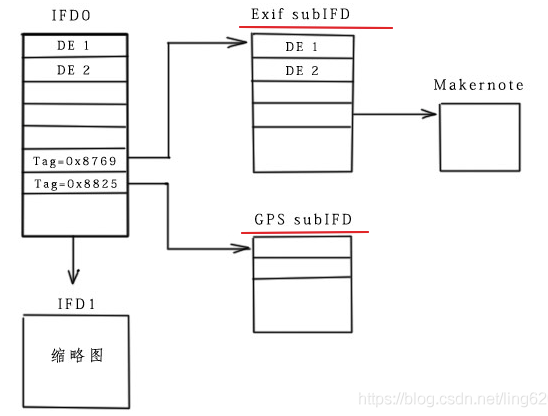 IFD0
DE 1
DE 2
Tag=0x8769
Tag=0x8825
Exif subIFD
DE 1
DE 2
Makernote
GPS subIFD
IFD1
缩略图
https://blog.csdn.net/ling62